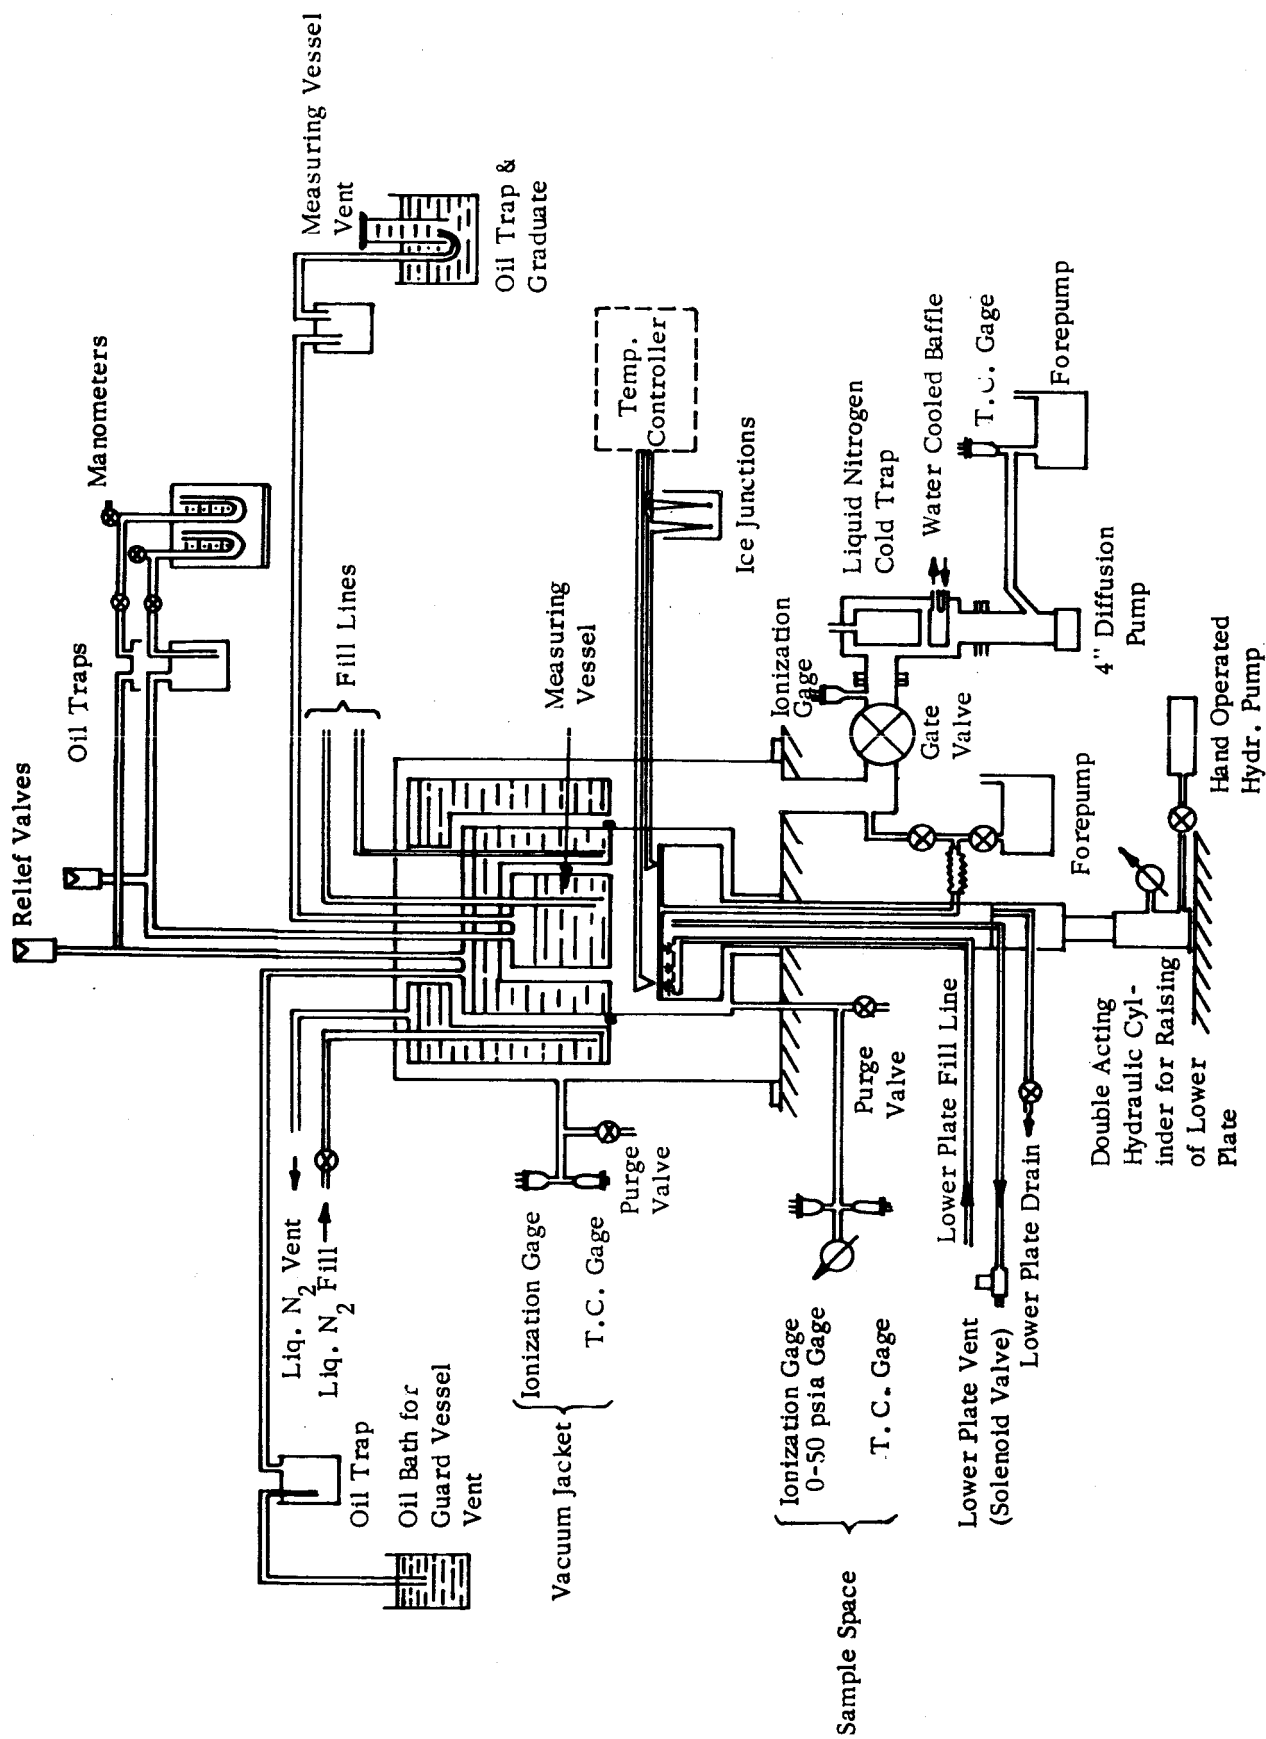 Relief Valves
Oil Traps
Manometers
Measuring Vessel
Vent
Oil Trap &
Graduate
Fill Lines
Measuring
Vessel
Temp.
Controller
Ice Junctions
Liq. N2 Vent
Liq. N2 Fill
Oil Trap
Oil Bath for
Guard Vessel
Vent
Ionization Gage
T.C. Gage
Vacuum Jacket
Purge
Valve
Ionization
Gage
Gate
Valve
Liquid Nitrogen
Cold Trap
Water Cooled Baffle
T.C. Gage
Forepump
4" Diffusion
Pump
Forepump
Hand Operated
Hydr. Pump
Purge
Valve
Ionization Gage
0-50 psia Gage
T.C. Gage
Sample Space
Lower Plate Fill Line
Lower Plate Vent
(Solenoid Valve)
Lower Plate Drain
Double Acting
Hydraulic Cyl-
inder for Raising
of Lower
Plate